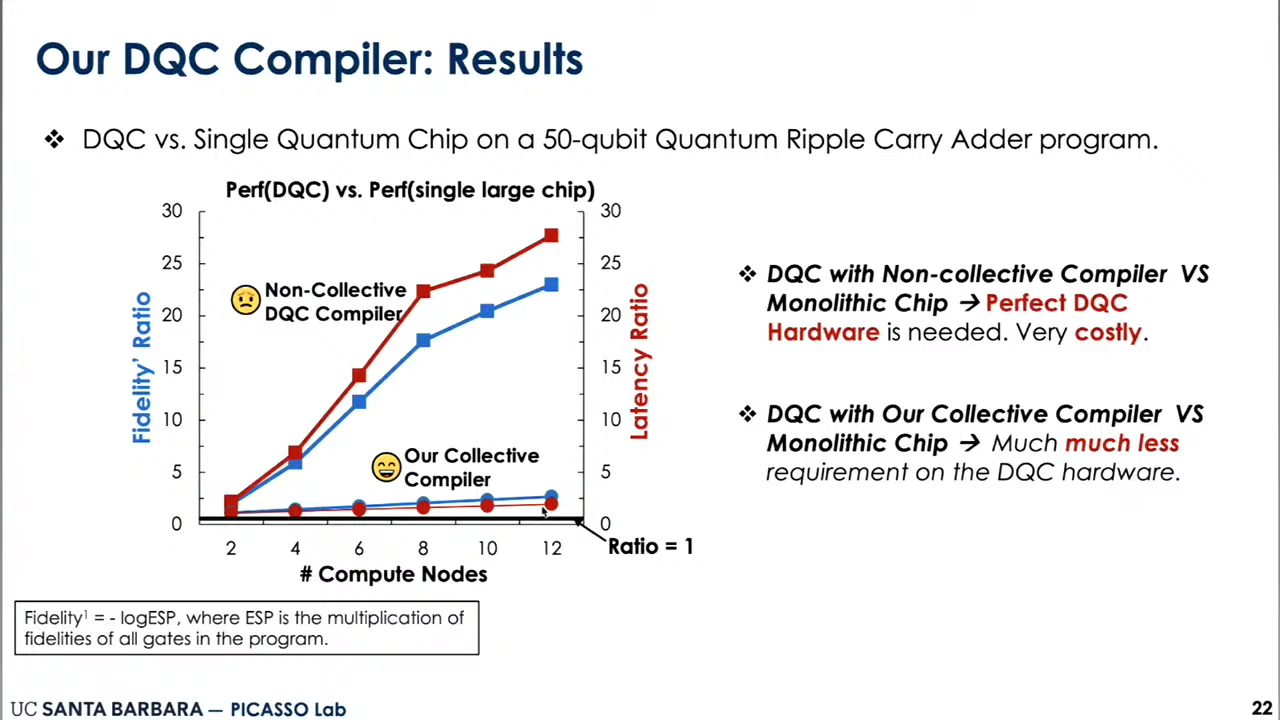 Our DQC Compiler: Results
❖ DQC vs. Single Quantum Chip on a 50-qubit Quantum Ripple Carry Adder program.
Perf(DQC) vs. Perf(single large chip)
30
25
20
15
10
5
0
Fidelity' Ratio
Non-Collective
DQC Compiler
Our Collective
Compiler
30
25
20
15
10
5
0
Latency Ratio
2 4 6 8 10 12
Ratio = 1
# Compute Nodes
❖ DQC with Non-collective Compiler VS
Monolithic Chip → Perfect DQC
Hardware is needed. Very costly.
❖ DQC with Our Collective Compiler VS
Monolithic Chip → Much much less
requirement on the DQC hardware.
Fidelity¹ = - logESP, where ESP is the multiplication of
fidelities of all gates in the program.
UC SANTA BARBARA — PICASSO Lab
22